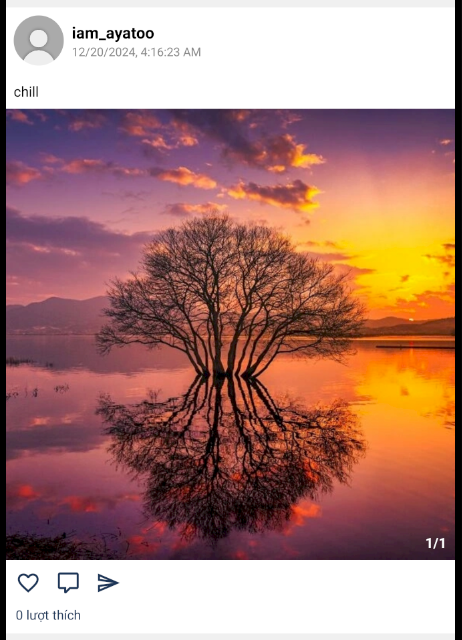 iam_ayatoo
12/20/2024, 4:16:23 AM
chill
1/1
0 lượt thích